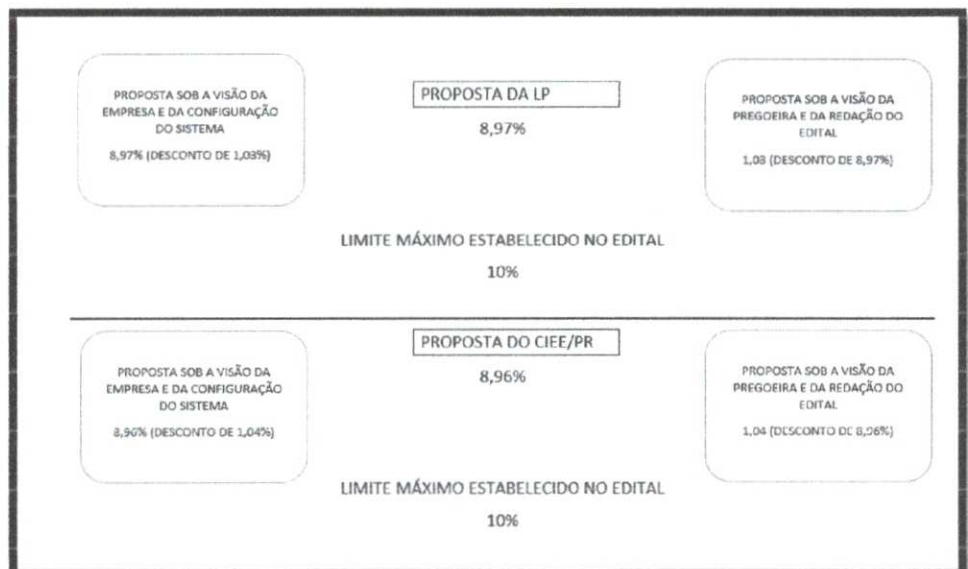 PROPOSTA SOB A VISÃO DA
EMPRESA E DA CONFIGURAÇÃO
DO SISTEMA
8,97% (DESCONTO DE 1,03%)
PROPOSTA DA LP
8,97%
PROPOSTA SOB A VISÃO DA
PREGOEIRA E DA REDAÇÃO DO
EDITAL
1,03 (DESCONTO DE 8,97%)
LIMITE MÁXIMO ESTABELECIDO NO EDITAL
10%
PROPOSTA SOB A VISÃO DA
EMPRESA E DA CONFIGURAÇÃO
DO SISTEMA
8,96% (DESCONTO DE 1,04%)
PROPOSTA DO CIEE/PR
8,96%
PROPOSTA SOB A VISÃO DA
PREGOEIRA E DA REDAÇÃO DO
EDITAL
1,04 (DESCONTO DE 8,96%)
LIMITE MÁXIMO ESTABELECIDO NO EDITAL
10%